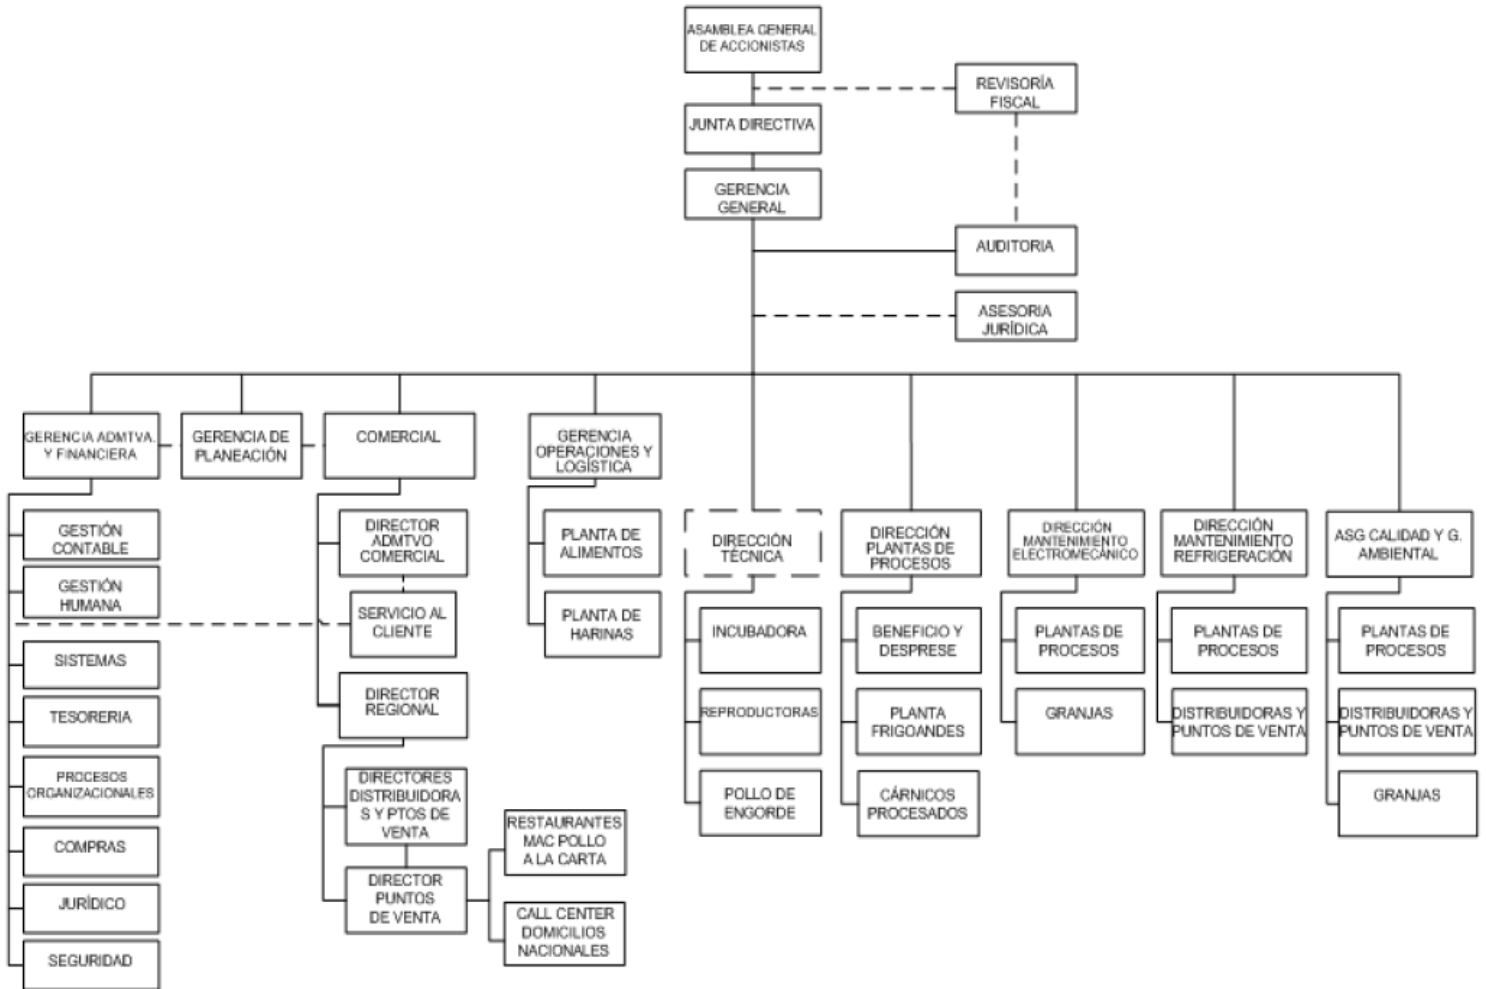 ASAMBLEA GENERAL
DE ACCIONISTAS
REVISORÍA
FISCAL
JUNTA DIRECTIVA
GERENCIA
GENERAL
AUDITORIA
ASESORIA
JURÍDICA
GERENCIA ADMTVA.
Y FINANCIERA
GERENCIA DE
PLANEACIÓN
COMERCIAL
GERENCIA
OPERACIONES Y
LOGÍSTICA
GESTIÓN
CONTABLE
GESTIÓN
HUMANA
SISTEMAS
TESORERIA
PROCESOS
ORGANIZACIONALES
COMPRAS
JURÍDICO
SEGURIDAD
DIRECTOR
ADMTVO
COMERCIAL
SERVICIO AL
CLIENTE
DIRECTOR
REGIONAL
DIRECTORES
DISTRIBUIDORA
S Y PTOS DE
VENTA
DIRECTOR
PUNTOS
DE VENTA
RESTAURANTES
MAC POLLO
A LA CARTA
CALL CENTER
DOMICILIOS
NACIONALES
PLANTA DE
ALIMENTOS
PLANTA DE
HARINAS
DIRECCIÓN
TÉCNICA
INCUBADORA
REPRODUCTORAS
POLLO DE
ENGORDE
DIRECCIÓN
PLANTAS DE
PROCESOS
BENEFICIO Y
DESPRESE
PLANTA
FRIGOANDES
CÁRNICOS
PROCESADOS
DIRECCIÓN
MANTENIMIENTO
ELECTROMECÁNICO
PLANTAS DE
PROCESOS
GRANJAS
DIRECCIÓN
MANTENIMIENTO
REFRIGERACIÓN
PLANTAS DE
PROCESOS
DISTRIBUIDORAS Y
PUNTOS DE VENTA
ASG CALIDAD Y G.
AMBIENTAL
PLANTAS DE
PROCESOS
DISTRIBUIDORAS Y
PUNTOS DE VENTA
GRANJAS